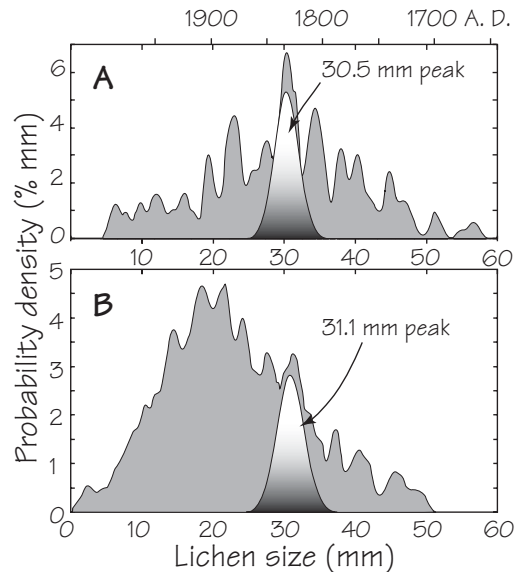 1900 1800 1700 A. D.
A
30.5 mm peak
6
4
2
0
10 20 30 40 50 60
B
31.1 mm peak
5
4
3
2
1
0
0 10 20 30 40 50 60
Probability density (% mm)
Lichen size (mm)